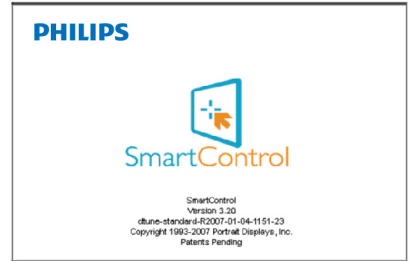 PHILIPS
SmartControl
SmartControl
Version 3.20
dtune-standard-R2007-01-04-1151-23
Copyright 1993-2007 Portrait Displays, Inc.
Patents Pending